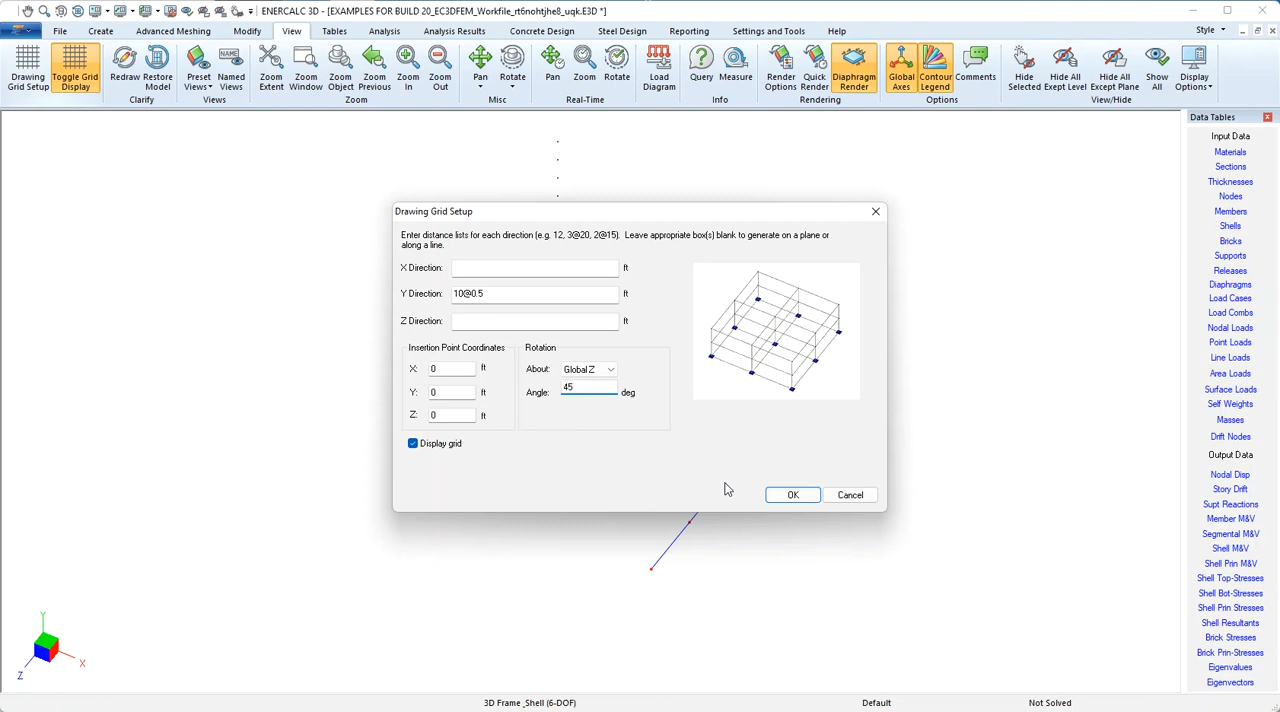 ENERCALC 3D - [EXAMPLES FOR BUILD 20_EC3DFEM_Workfile_rt6nohtjhe8_uqk.E3D *]
File Create Advanced Meshing Modify View Tables Analysis Analysis Results Concrete Design Steel Design Reporting Settings and Tools Help Style
Drawing Grid Setup Toggle Grid Display Redraw Restore Model Preset Views Name Views Zoom Extent Zoom Window Zoom Object Zoom Previous Zoom In Zoom Out Pan Rotate Pan Zoom Rotate Load Diagram Query Measure Render Options Quick Render Diaphragm Render Global Axes Contour Legend Comments Hide Selected Hide All Exept Level Hide All Except Plane Show All Display Options
Clarify Views Zoom Misc Real-Time Info Rendering Options View/Hide
Data Tables
Input Data
Materials
Sections
Thicknesses
Nodes
Members
Shells
Bricks
Supports
Releases
Diaphragms
Load Cases
Load Combs
Nodal Loads
Point Loads
Line Loads
Area Loads
Surface Loads
Self Weights
Masses
Drift Nodes
Output Data
Nodal Disp
Story Drift
Supt Reactions
Member M&V
Segmental M&V
Shell M&V
Shell Prin M&V
Shell Top-Stresses
Shell Bot-Stresses
Shell Prin Stresses
Shell Resultants
Brick Stresses
Brick Prin-Stresses
Eigenvalues
Eigenvectors
Drawing Grid Setup
Enter distance lists for each direction (e.g. 12, 3@20, 2@15). Leave appropriate box(s) blank to generate on a plane or
along a line.
X Direction: ft
Y Direction: 10@0.5 ft
Z Direction: ft
Insertion Point Coordinates Rotation
X: 0 ft About: Global Z
Y: 0 ft Angle: 45 deg
Z: 0 ft
Display grid
OK Cancel
Y
X
Z
3D Frame_Shell (6-DOF) Default Not Solved